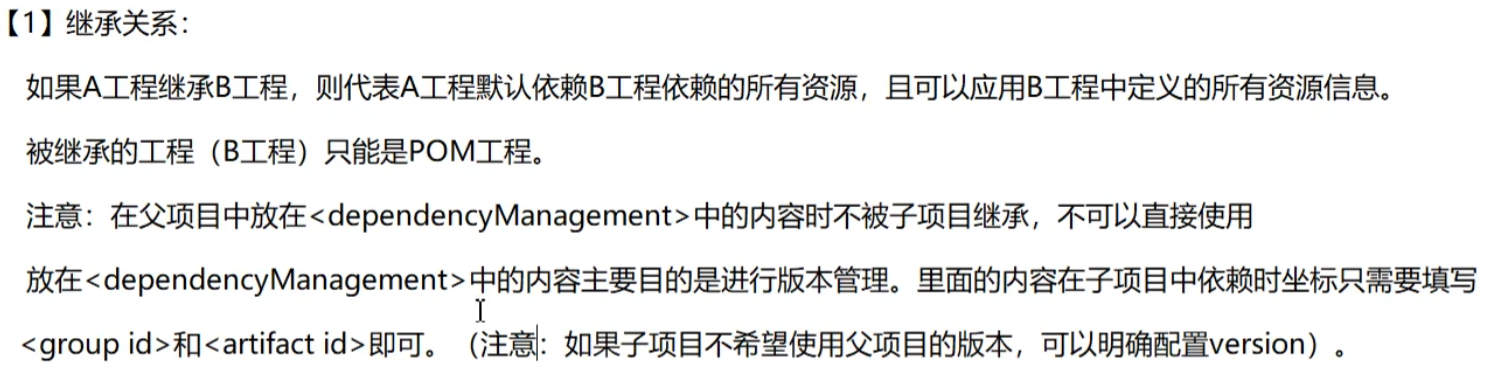 【1】继承关系：
如果A工程继承B工程，则代表A工程默认依赖B工程依赖的所有资源，且可以应用B工程中定义的所有资源信息。
被继承的工程（B工程）只能是POM工程。
注意：在父项目中放在<dependencyManagement>中的内容时不被子项目继承，不可以直接使用
放在<dependencyManagement>中的内容主要目的是进行版本管理。里面的内容在子项目中依赖时坐标只需要填写
<group id>和<artifact id>即可。（注意：如果子项目不希望使用父项目的版本，可以明确配置version）。